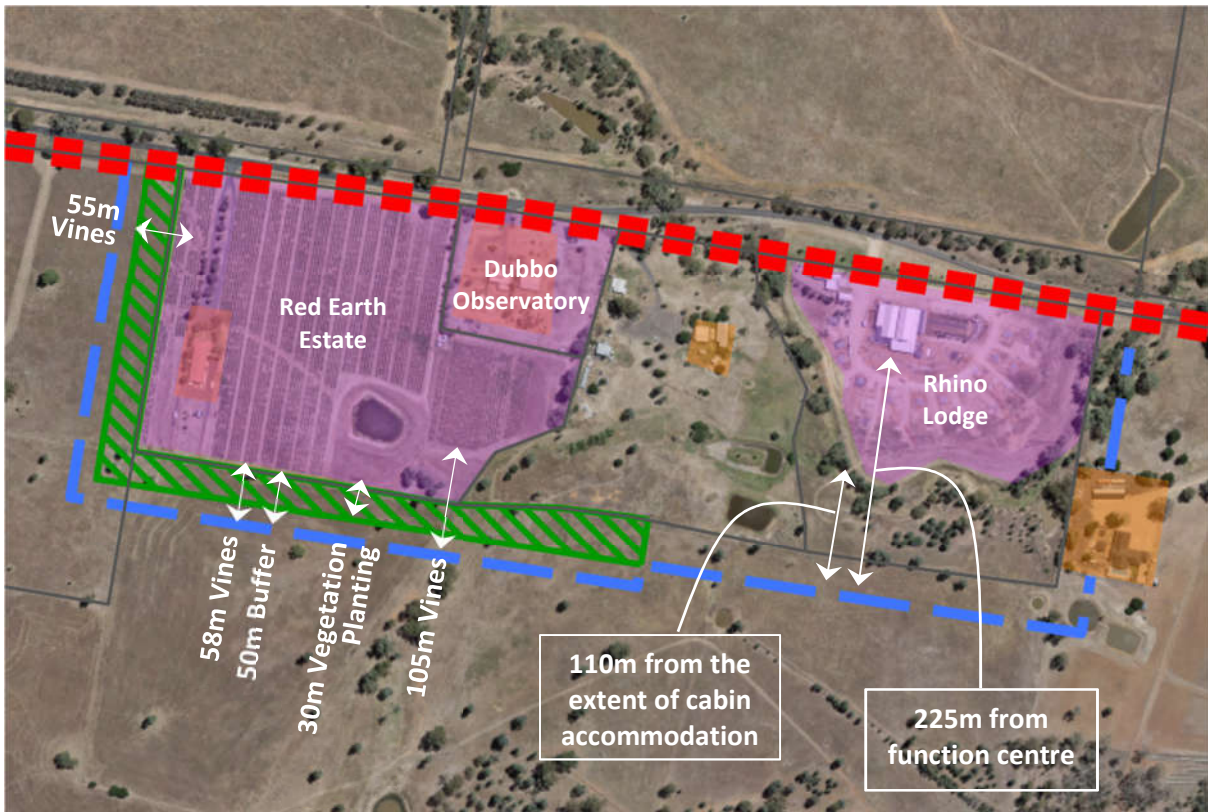 55m
Vines
Red Earth
Estate
Dubbo
Observatory
Rhino
Lodge
58m Vines
50m Buffer
30m Vegetation
Planting
105m Vines
110m from the
extent of cabin
accommodation
225m from
function centre